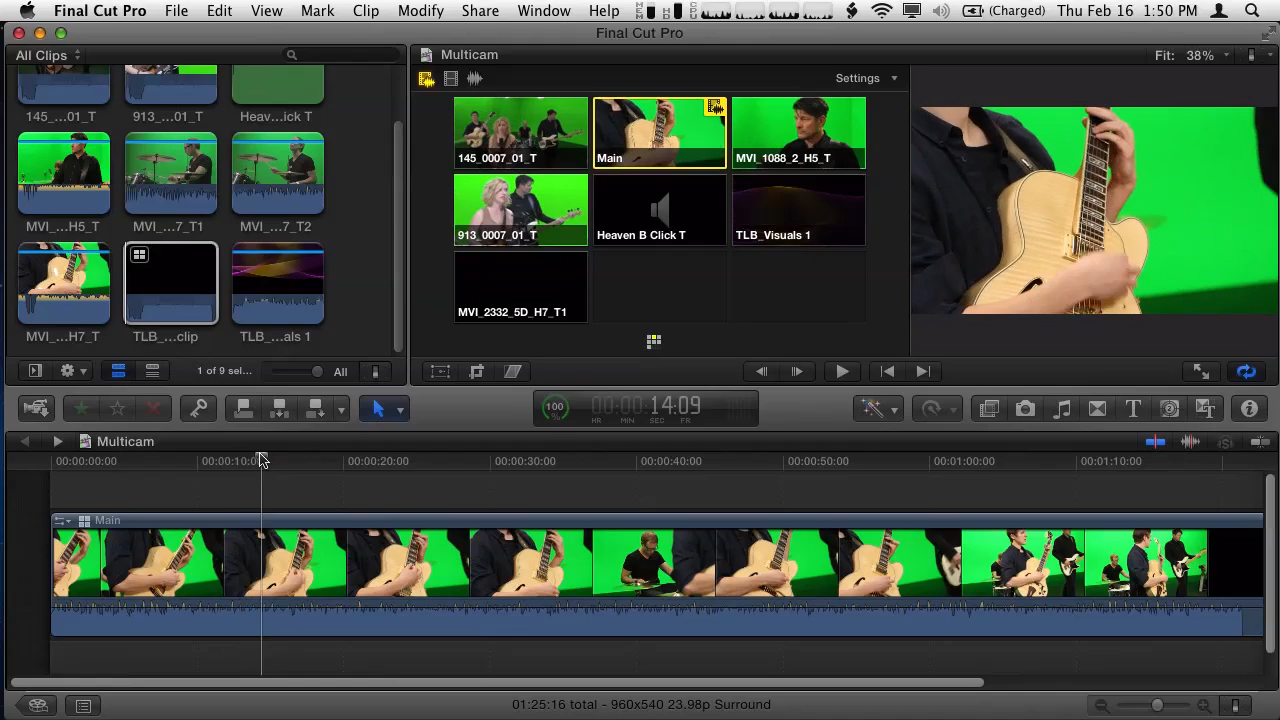 Final Cut Pro File Edit View Mark Clip Modify Share Window Help (Charged) Thu Feb 16 1:50 PM
Final Cut Pro
All Clips
Multicam
Fit: 38%
Settings
145_...01_T
913_...01_T
Heav...ick T
145_0007_01_T
Main
MVI_1088_2_H5_T
MVI_...H5_T
MVI_...7_T1
MVI_...7_T2
913_0007_01_T
Heaven B Click T
TLB_Visuals 1
MVI_2332_5D_H7_T1
MVI_...H7_T
TLB_...clip
TLB_...als 1
1 of 9 sel...
All
100
%
00:00:14:09
HR MIN SEC FR
Multicam
00:00:00:00
00:00:20:00
00:00:30:00
00:00:40:00
00:00:50:00
00:01:00:00
00:01:10:00
Main
01:25:16 total - 960x540 23.98p Surround